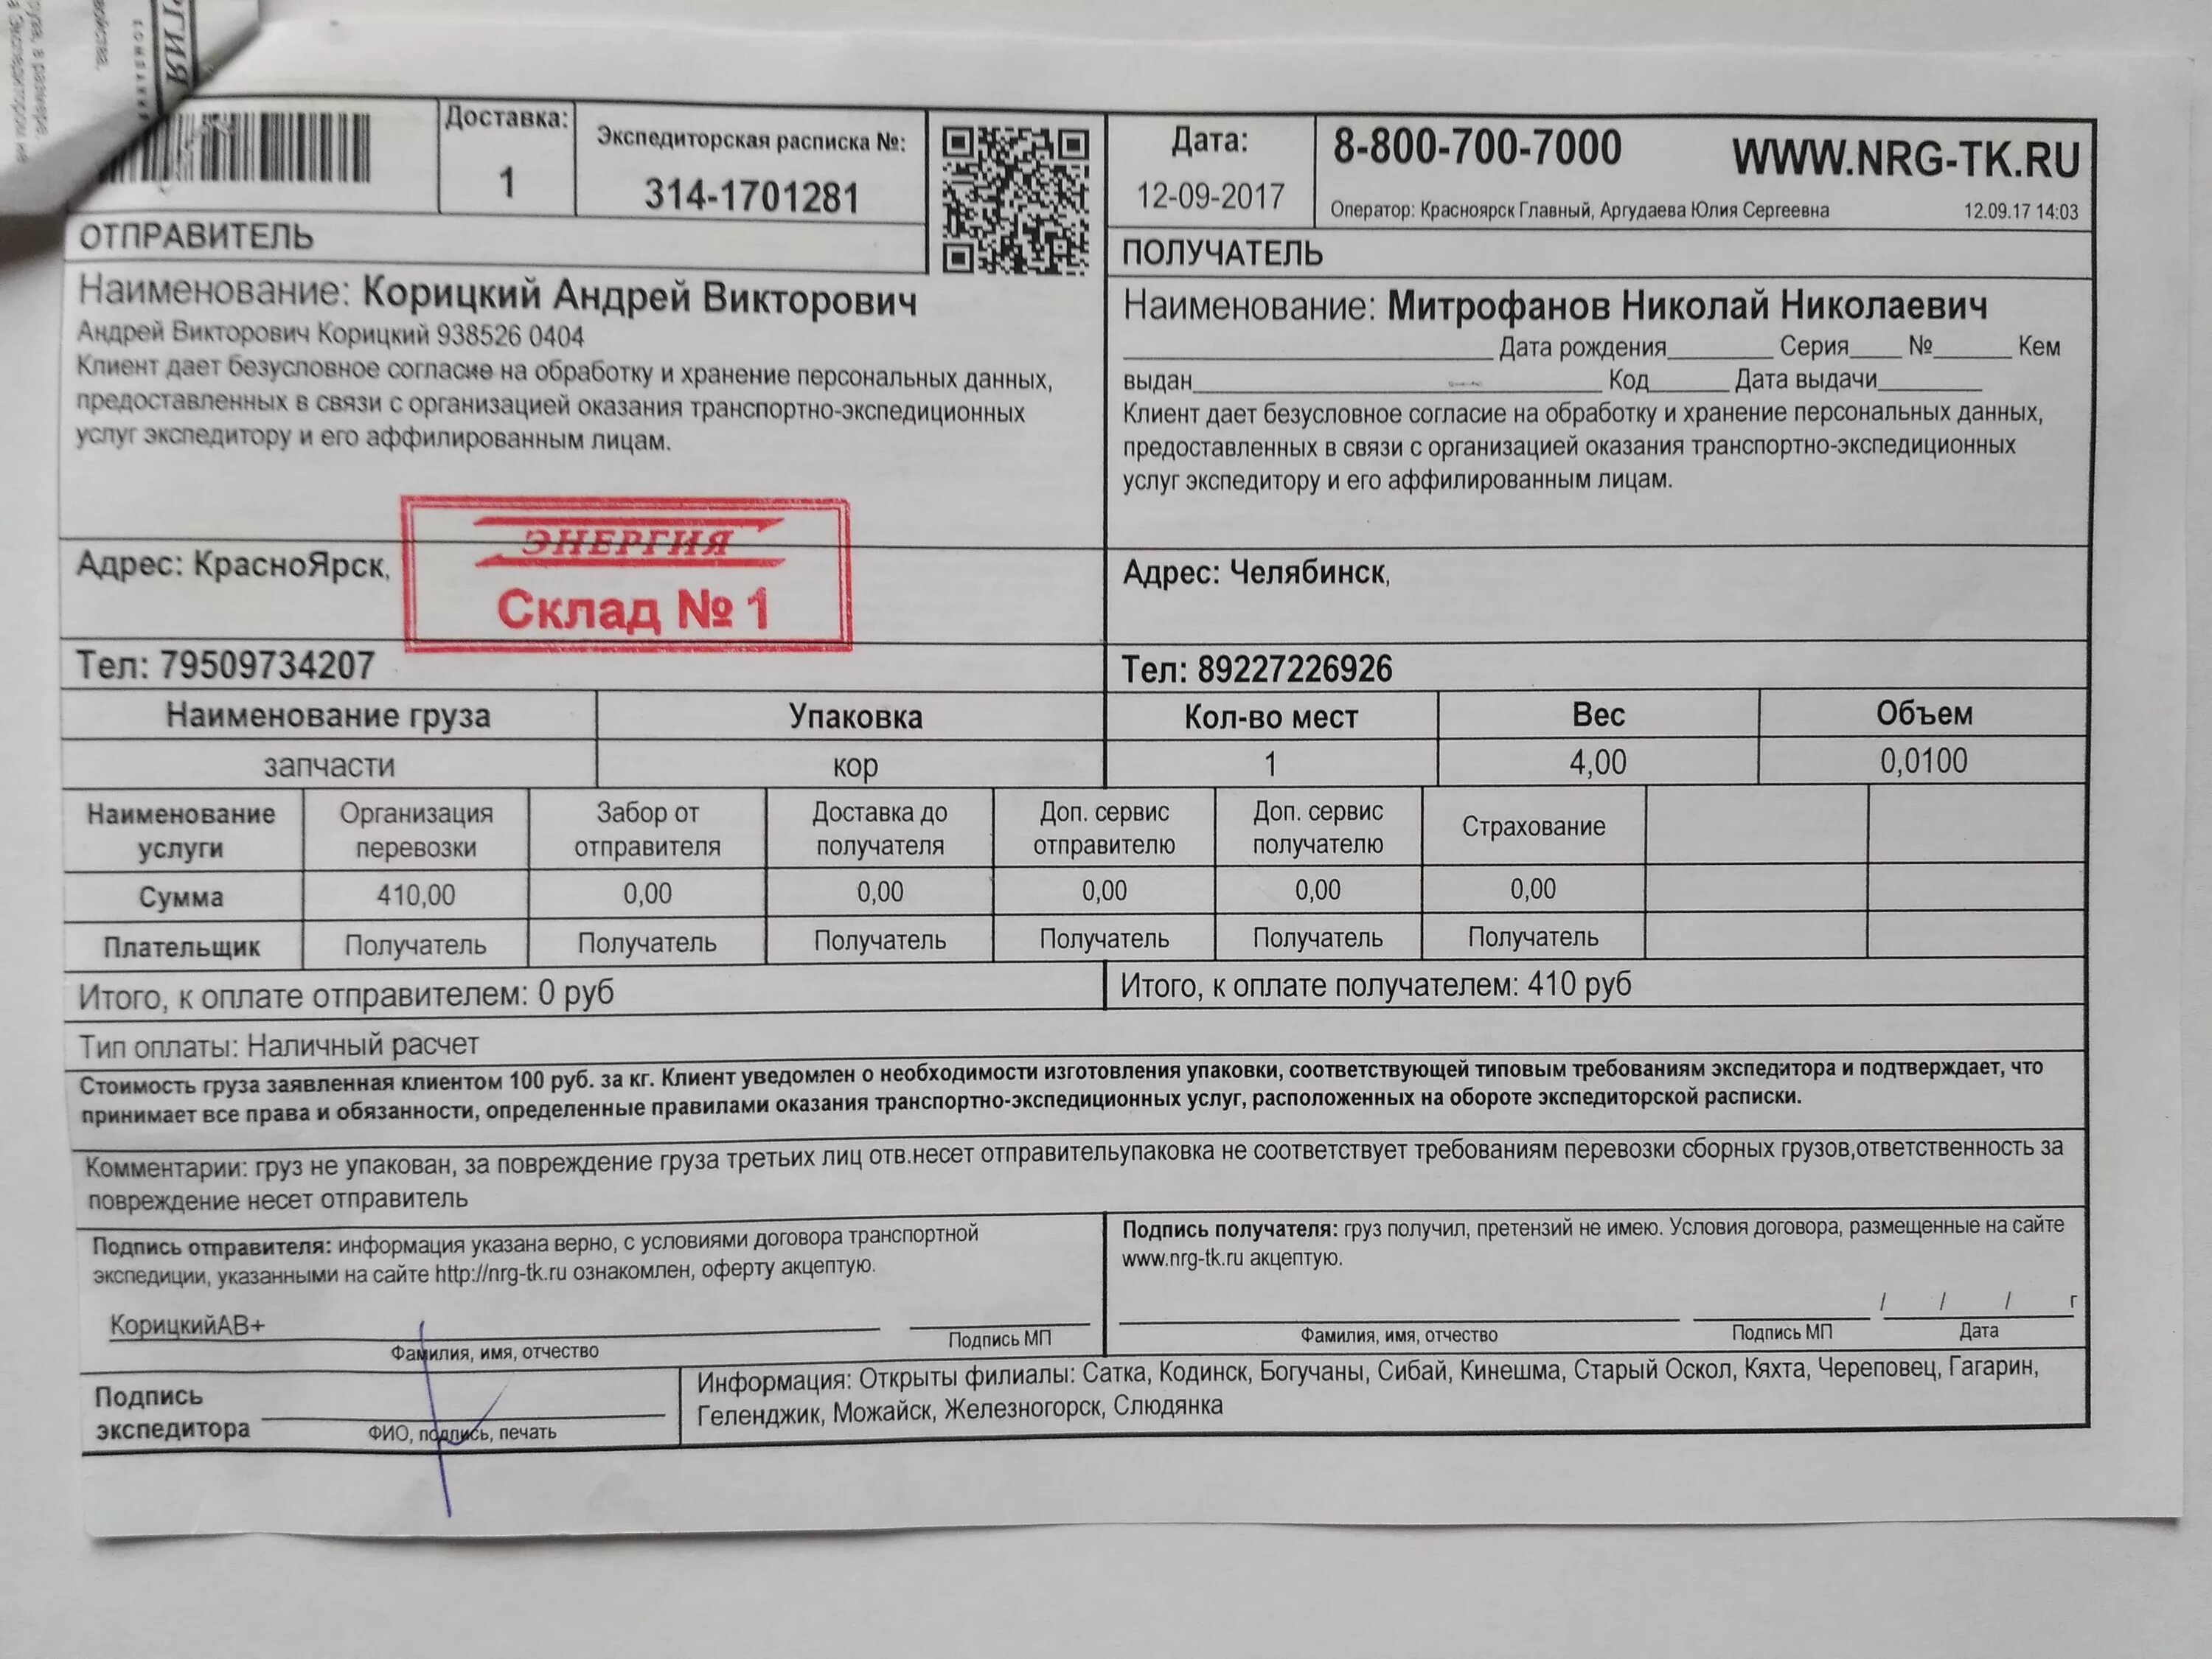 ргия
компания
ейства,
Доставка:
1
Экспедиторская расписка №:
314-1701281
Дата:
12-09-2017
8-800-700-7000
WWW.NRG-TK.RU
Оператор: Красноярск Главный, Аргудаева Юлия Сергеевна
12.09.17 14:03
ОТПРАВИТЕЛЬ
Наименование: Корицкий Андрей Викторович
Андрей Викторович Корицкий 938526 0404
Клиент дает безусловное согласие на обработку и хранение персональных данных,
предоставленных в связи с организацией оказания транспортно-экспедиционных
услуг экспедитору и его аффилированным лицам.
ПОЛУЧАТЕЛЬ
Наименование: Митрофанов Николай Николаевич
Дата рождения Серия № Кем
выдан Код Дата выдачи
Клиент дает безусловное согласие на обработку и хранение персональных данных,
предоставленных в связи с организацией оказания транспортно-экспедиционных
услуг экспедитору и его аффилированным лицам.
ЭНЕРГИЯ
Склад № 1
Адрес: КрасноЯрск,
Адрес: Челябинск,
Тел: 79509734207
Тел: 89227226926
Наименование груза Упаковка Кол-во мест Вес Объем
запчасти кор 1 4,00 0,0100
Наименование услуги Организация перевозки Забор от отправителя Доставка до получателя Доп. сервис отправителю Доп. сервис получателю Страхование
Сумма 410,00 0,00 0,00 0,00 0,00 0,00
Плательщик Получатель Получатель Получатель Получатель Получатель Получатель
Итого, к оплате отправителем: 0 руб
Итого, к оплате получателем: 410 руб
Тип оплаты: Наличный расчет
Стоимость груза заявленная клиентом 100 руб. за кг. Клиент уведомлен о необходимости изготовления упаковки, соответствующей типовым требованиям экспедитора и подтверждает, что
принимает все права и обязанности, определенные правилами оказания транспортно-экспедиционных услуг, расположенных на обороте экспедиторской расписки.
Комментарии: груз не упакован, за повреждение груза третьих лиц отв.несет отправительупаковка не соответствует требованиям перевозки сборных грузов,ответственность за
повреждение несет отправитель
Подпись отправителя: информация указана верно, с условиями договора транспортной
экспедиции, указанными на сайте http://nrg-tk.ru ознакомлен, оферту акцептую.
КорицкийАВ+
Фамилия, имя, отчество
Подпись МП
Подпись получателя: груз получил, претензий не имею. Условия договора, размещенные на сайте
www.nrg-tk.ru акцептую.
/ / / г
Фамилия, имя, отчество
Подпись МП
Дата
Подпись
экспедитора
ФИО, подпись, печать
Информация: Открыты филиалы: Сатка, Кодинск, Богучаны, Сибай, Кинешма, Старый Оскол, Кяхта, Череповец, Гагарин,
Геленджик, Можайск, Железногорск, Слюдянка